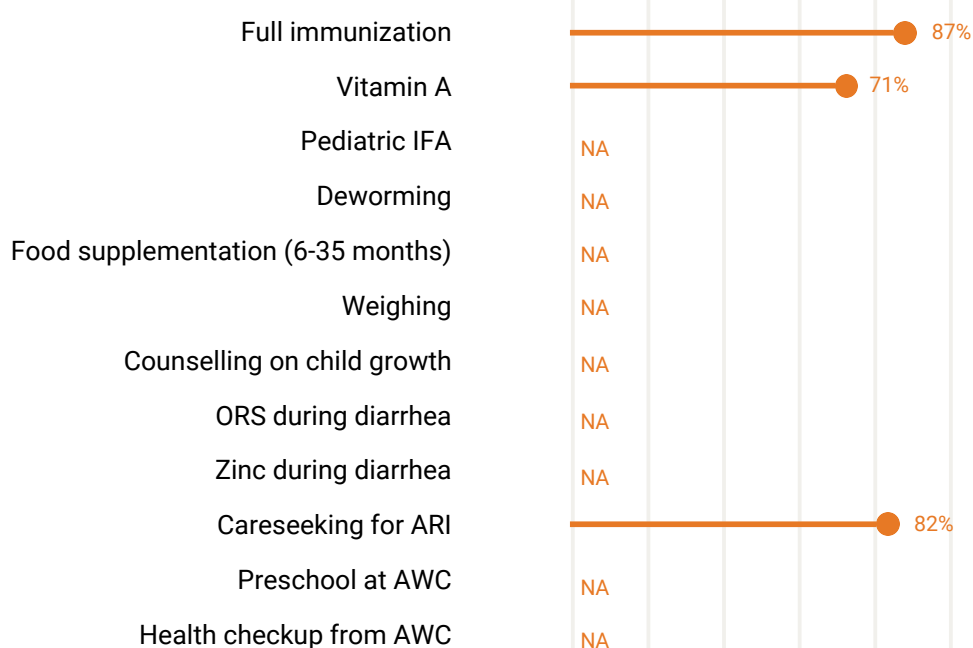 Full immunization 87%
Vitamin A 71%
Pediatric IFA NA
Deworming NA
Food supplementation (6-35 months) NA
Weighing NA
Counselling on child growth NA
ORS during diarrhea NA
Zinc during diarrhea NA
Careseeking for ARI 82%
Preschool at AWC NA
Health checkup from AWC NA